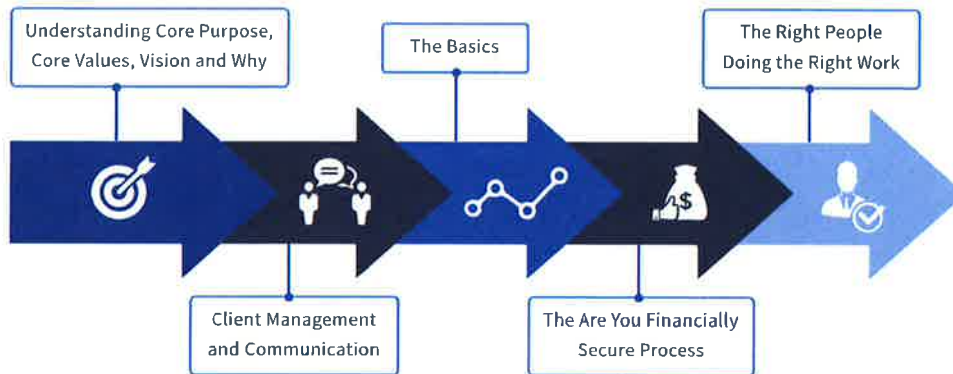 Understanding Core Purpose,
Core Values, Vision and Why
Client Management
and Communication
The Basics
The Are You Financially
Secure Process
The Right People
Doing the Right Work
$